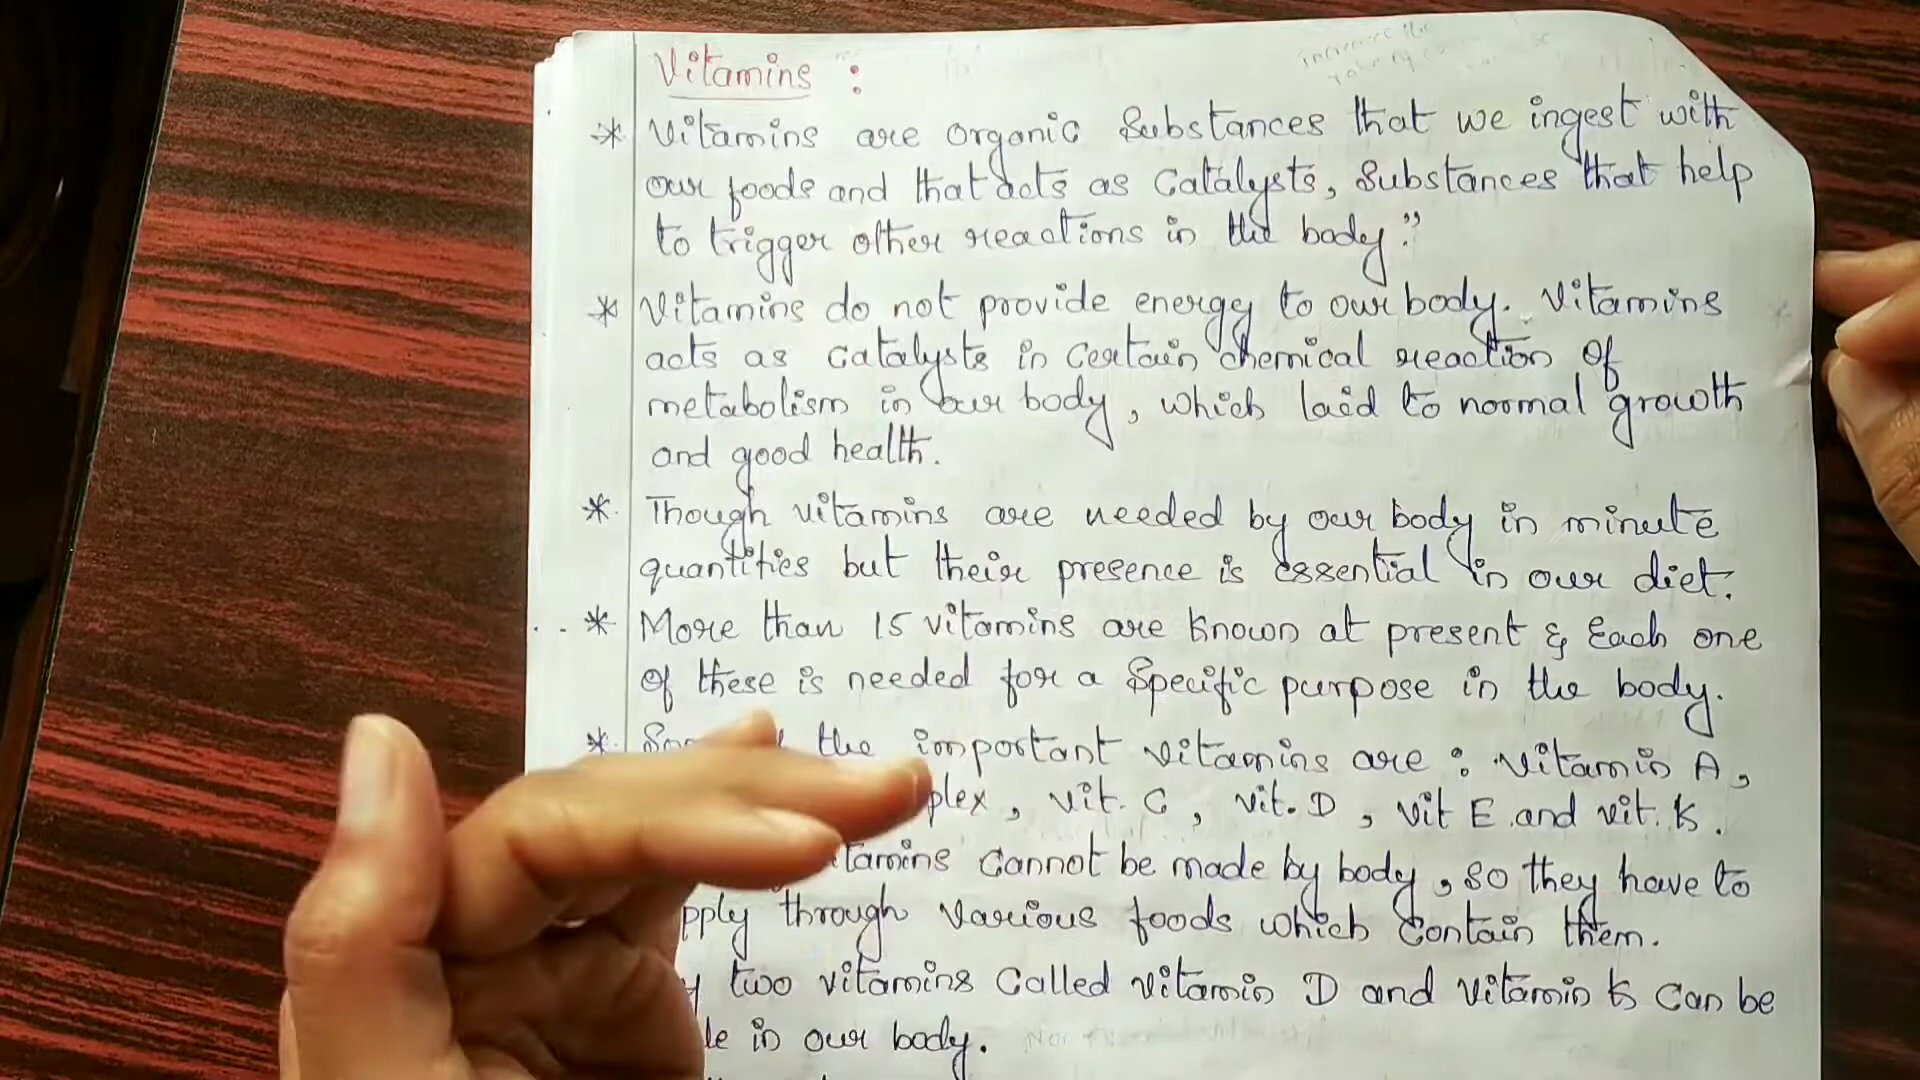 Vitamins :
* Vitamins are organic Substances that we ingest with
our foods and that acts as Catalysts, Substances that help
to trigger other reactions in the body."
* Vitamins do not provide energy to our body. Vitamins
acts as catalysts in certain chemical reaction of
metabolism in our body, which laed to normal growth
and good health.
* Though vitamins are needed by our body in minute
quantities but their presence is essential in our diet.
* More than 15 vitamins are known at present & Each one
of these is needed for a Specific purpose in the body.
* the important vitamins are : vitamin A,
plex, vit. C, vit. D, vit E and vit. K.
tamins cannot be made by body, so they have to
pply through various foods which contain them.
two vitamins Called vitamin D and vitamin K can be
in our body.